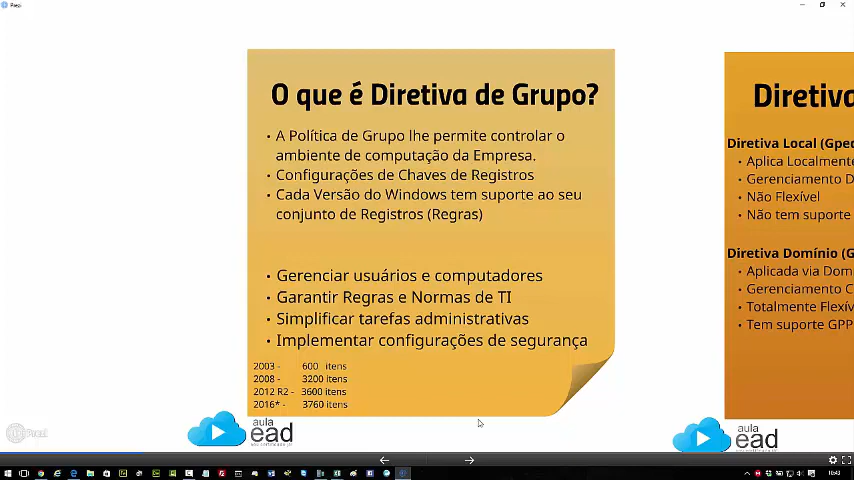 Prezi
O que é Diretiva de Grupo?
• A Política de Grupo lhe permite controlar o
ambiente de computação da Empresa.
• Configurações de Chaves de Registros
• Cada Versão do Windows tem suporte ao seu
conjunto de Registros (Regras)
• Gerenciar usuários e computadores
• Garantir Regras e Normas de TI
• Simplificar tarefas administrativas
• Implementar configurações de segurança
2003 - 600 itens
2008 - 3200 itens
2012 R2 - 3600 itens
2016* - 3760 itens
aula
ead
Diretiva
Diretiva Local (Gped
• Aplica Localmente
• Gerenciamento D
• Não Flexível
• Não tem suporte
Diretiva Domínio (G
• Aplicada via Dom
• Gerenciamento C
• Totalmente Flexív
• Tem suporte GPP
aula
ead
Prezi
10:43